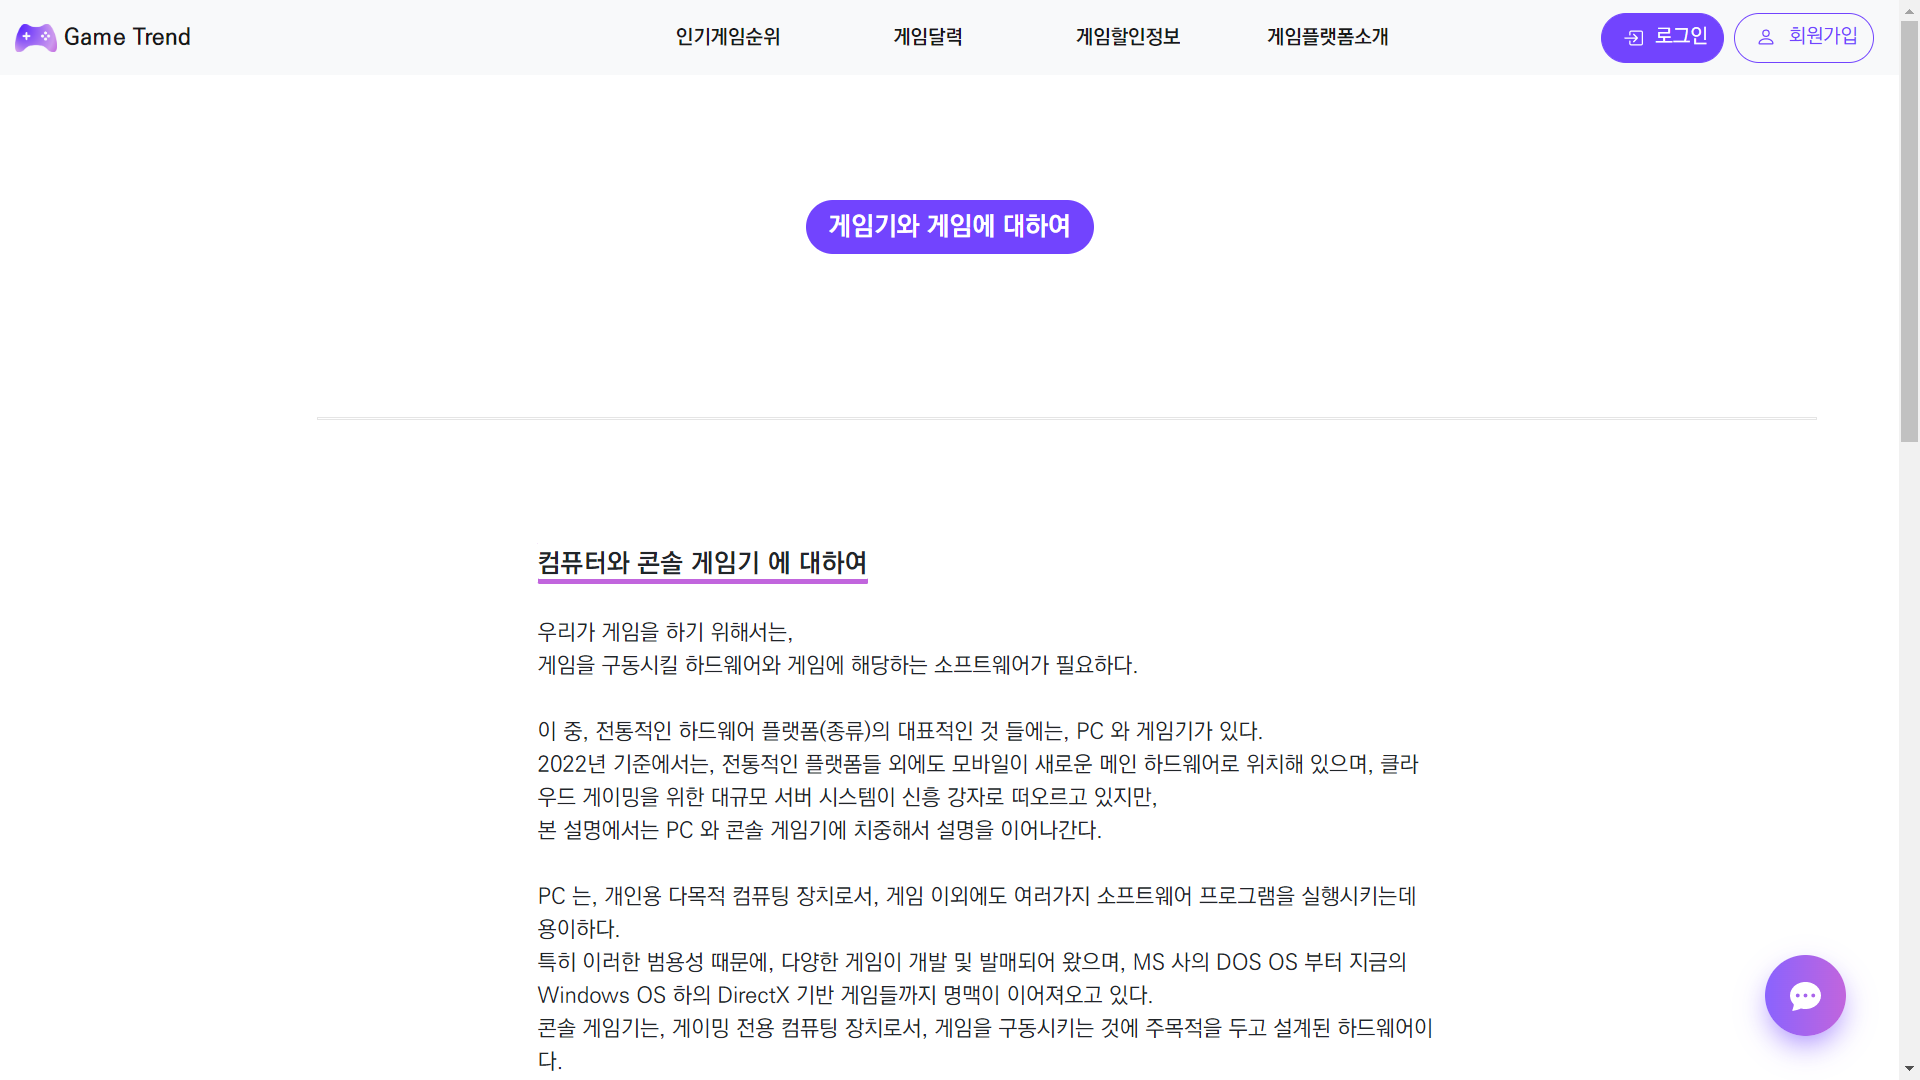 Game Trend
인기게임순위
게임달력
게임할인정보
게임플랫폼소개
로그인
회원가입
게임기와 게임에 대하여
컴퓨터와 콘솔 게임기 에 대하여
우리가 게임을 하기 위해서는,
게임을 구동시킬 하드웨어와 게임에 해당하는 소프트웨어가 필요하다.
이 중, 전통적인 하드웨어 플랫폼(종류)의 대표적인 것 들에는, PC 와 게임기가 있다.
2022년 기준에서는, 전통적인 플랫폼들 외에도 모바일이 새로운 메인 하드웨어로 위치해 있으며, 클라
우드 게이밍을 위한 대규모 서버 시스템이 신흥 강자로 떠오르고 있지만,
본 설명에서는 PC 와 콘솔 게임기에 치중해서 설명을 이어나간다.
PC 는, 개인용 다목적 컴퓨팅 장치로서, 게임 이외에도 여러가지 소프트웨어 프로그램을 실행시키는데
용이하다.
특히 이러한 범용성 때문에, 다양한 게임이 개발 및 발매되어 왔으며, MS 사의 DOS OS 부터 지금의
Windows OS 하의 DirectX 기반 게임들까지 명맥이 이어져오고 있다.
콘솔 게임기는, 게이밍 전용 컴퓨팅 장치로서, 게임을 구동시키는 것에 주목적을 두고 설계된 하드웨어이
다.